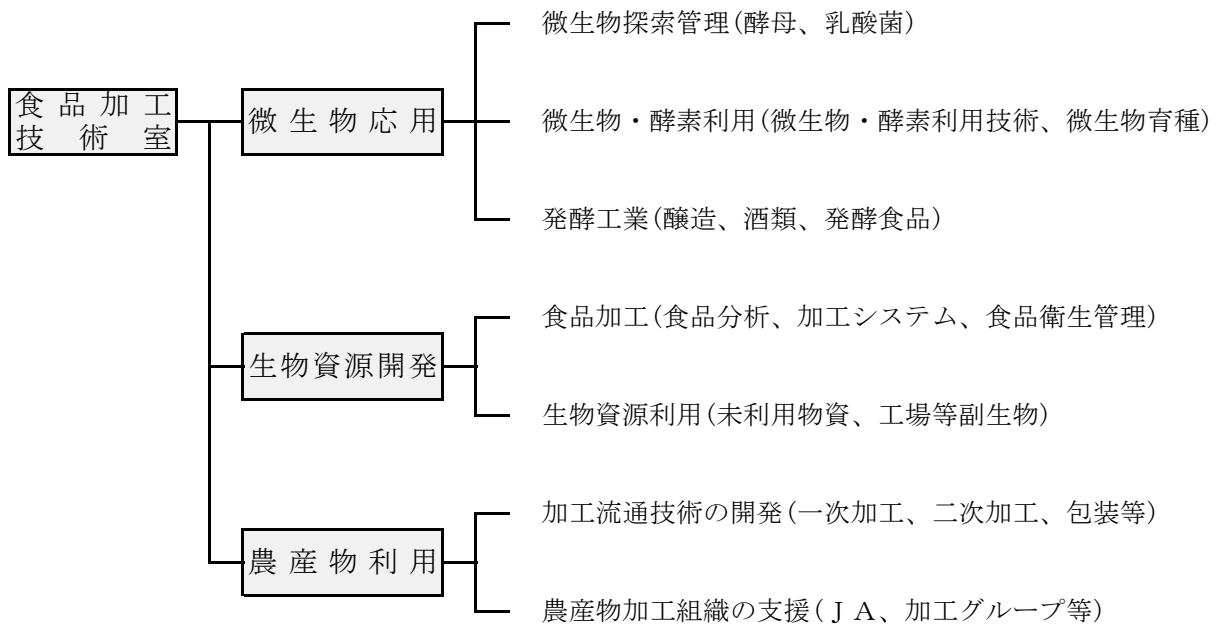 微生物探索管理(酵母、乳酸菌)
食品加工
技術室
微生物応用
微生物・酵素利用(微生物・酵素利用技術、微生物育種)
発酵工業(醸造、酒類、発酵食品)
食品加工(食品分析、加工システム、食品衛生管理)
生物資源開発
生物資源利用(未利用物資、工場等副生物)
加工流通技術の開発(一次加工、二次加工、包装等)
農産物利用
農産物加工組織の支援(ＪＡ、加工グループ等)